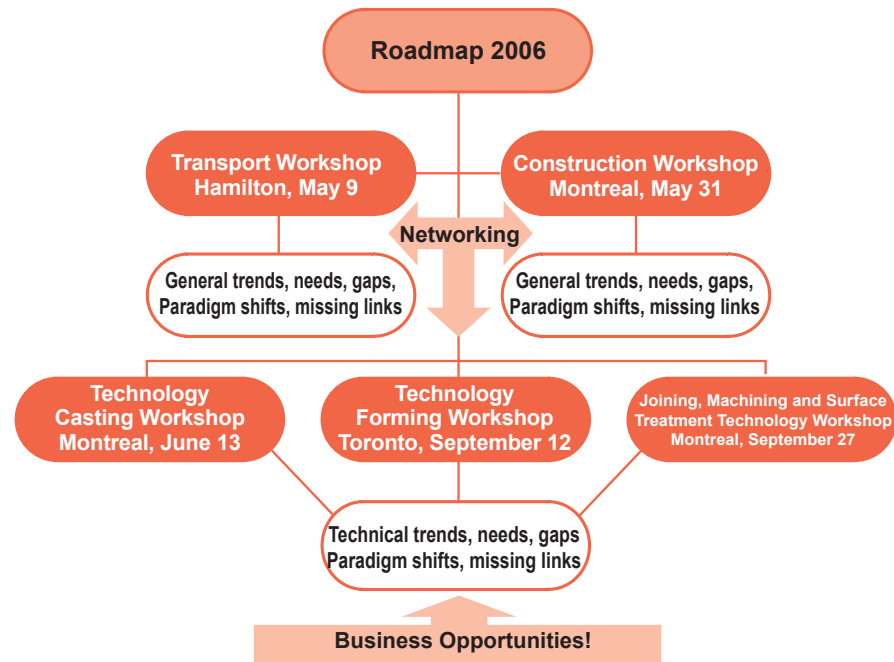 Roadmap 2006
Transport Workshop
Hamilton, May 9
Construction Workshop
Montreal, May 31
Networking
General trends, needs, gaps,
Paradigm shifts, missing links
General trends, needs, gaps,
Paradigm shifts, missing links
Technology
Casting Workshop
Montreal, June 13
Technology
Forming Workshop
Toronto, September 12
Joining, Machining and Surface
Treatment Technology Workshop
Montreal, September 27
Technical trends, needs, gaps
Paradigm shifts, missing links
Business Opportunities!